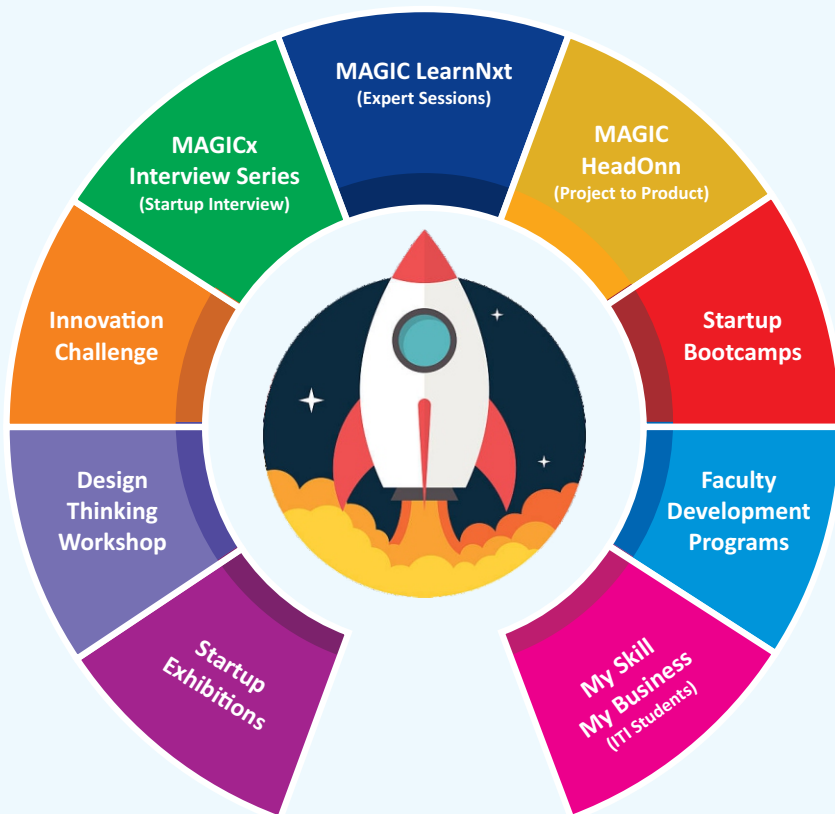 MAGIC LearnNxt
(Expert Sessions)
MAGICx
Interview Series
(Startup Interview)
MAGIC
HeadOnn
(Project to Product)
Innovation
Challenge
Startup
Bootcamps
Design
Thinking
Workshop
Faculty
Development
Programs
Startup
Exhibitions
My Skill
My Business
(ITI Students)